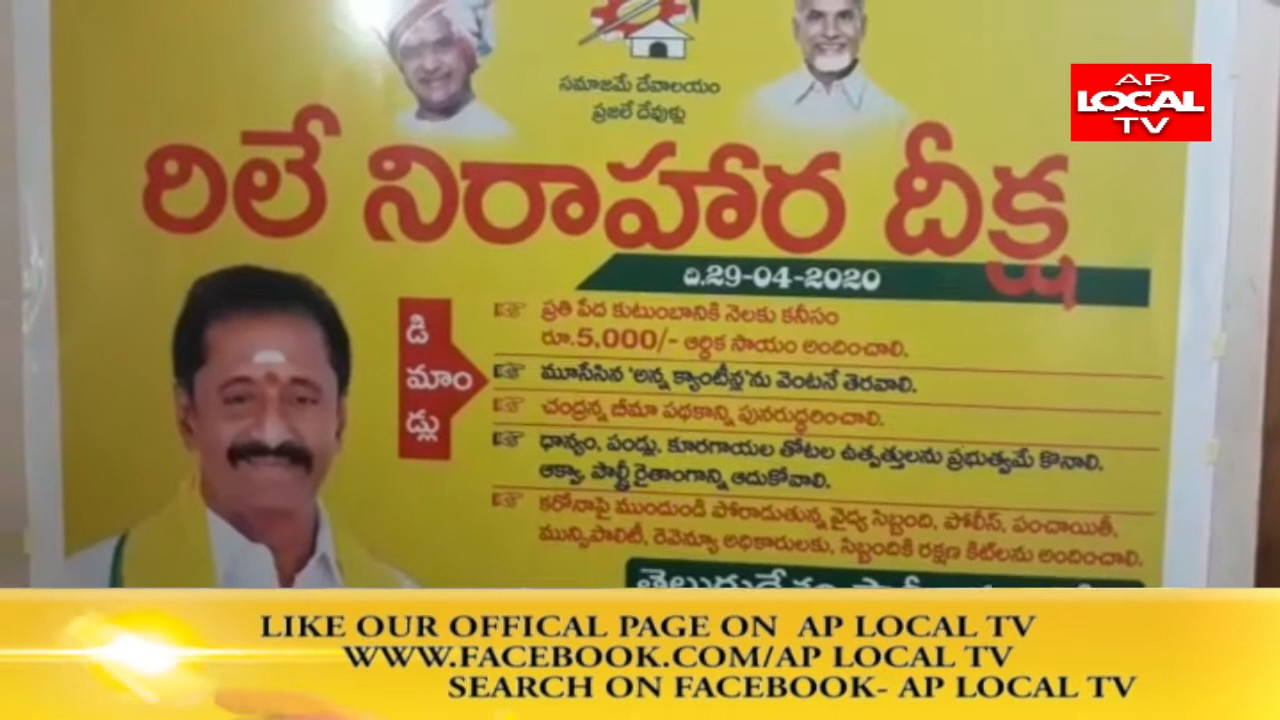 AP
LOCAL
TV
సమాజమే దేవాలయం
ప్రజలే దేవుళ్లు
రిలే నిరాహార దీక్ష
ది.29-04-2020
డి
మాం
డ్లు
ప్రతి పేద కుటుంబానికి నెలకు కనీసం
రూ.5,000/- ఆర్థిక సాయం అందించాలి.
మూసేసిన 'అన్న క్యాంటీన్ల'ను వెంటనే తెరవాలి.
చంద్రన్న బీమా పథకాన్ని పునరుద్ధరించాలి.
ధాన్యం, పండ్లు, కూరగాయల తోటల ఉత్పత్తులను ప్రభుత్వమే కొనాలి.
ఆక్వా, పౌల్ట్రీ రైతాంగాన్ని ఆదుకోవాలి.
కరోనాపై ముందుండి పోరాడుతున్న వైద్య సిబ్బంది, పోలీస్, పంచాయితీ,
మున్సిపాలిటీ, రెవెన్యూ అధికారులకు, సిబ్బందికి రక్షణ కిట్‌లను అందించాలి.
తెలుగుదేశం పార్టీ
LIKE OUR OFFICAL PAGE ON AP LOCAL TV
WWW.FACEBOOK.COM/AP LOCAL TV
SEARCH ON FACEBOOK- AP LOCAL TV